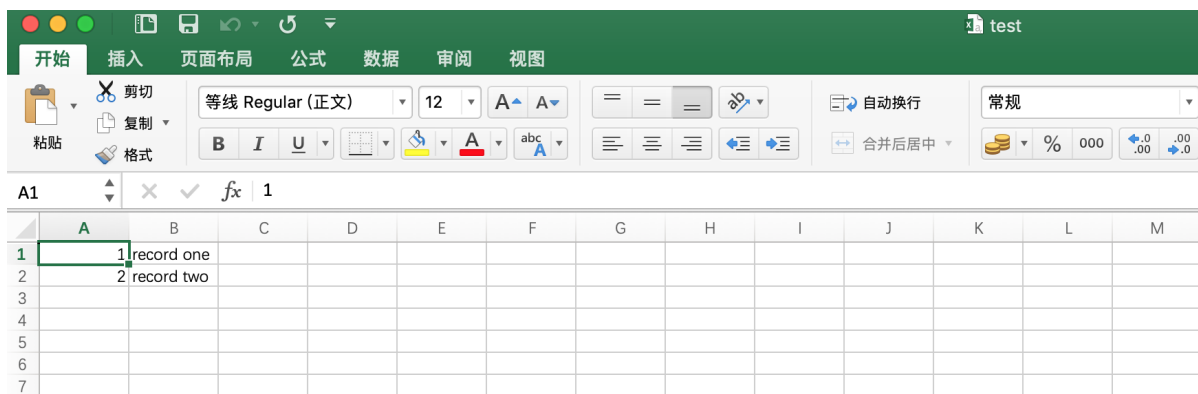 test
开始 插入 页面布局 公式 数据 审阅 视图
剪切
等线 Regular (正文) 12 A A 自动换行 常规
复制
粘贴
B I U A abc A 合并后居中 % 000 .0 .00 .00 .0
格式
A1 fx 1
A B C D E F G H I J K L M
1 1 record one
2 2 record two
3
4
5
6
7